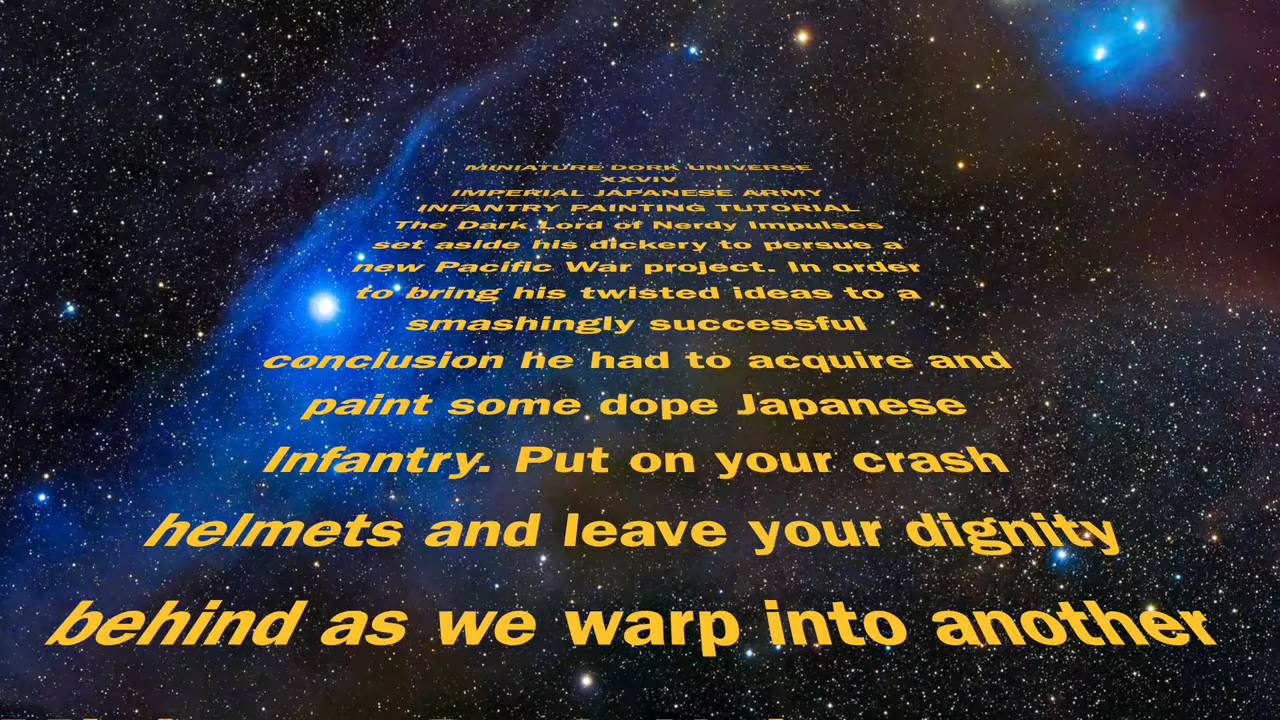 MINIATURE DORK UNIVERSE
XXVIV
IMPERIAL JAPANESE ARMY
INFANTRY PAINTING TUTORIAL
The Dark Lord of Nerdy Impulses
set aside his dickery to persue a
new Pacific War project. In order
to bring his twisted ideas to a
smashingly successful
conclusion he had to acquire and
paint some dope Japanese
Infantry. Put on your crash
helmets and leave your dignity
behind as we warp into another